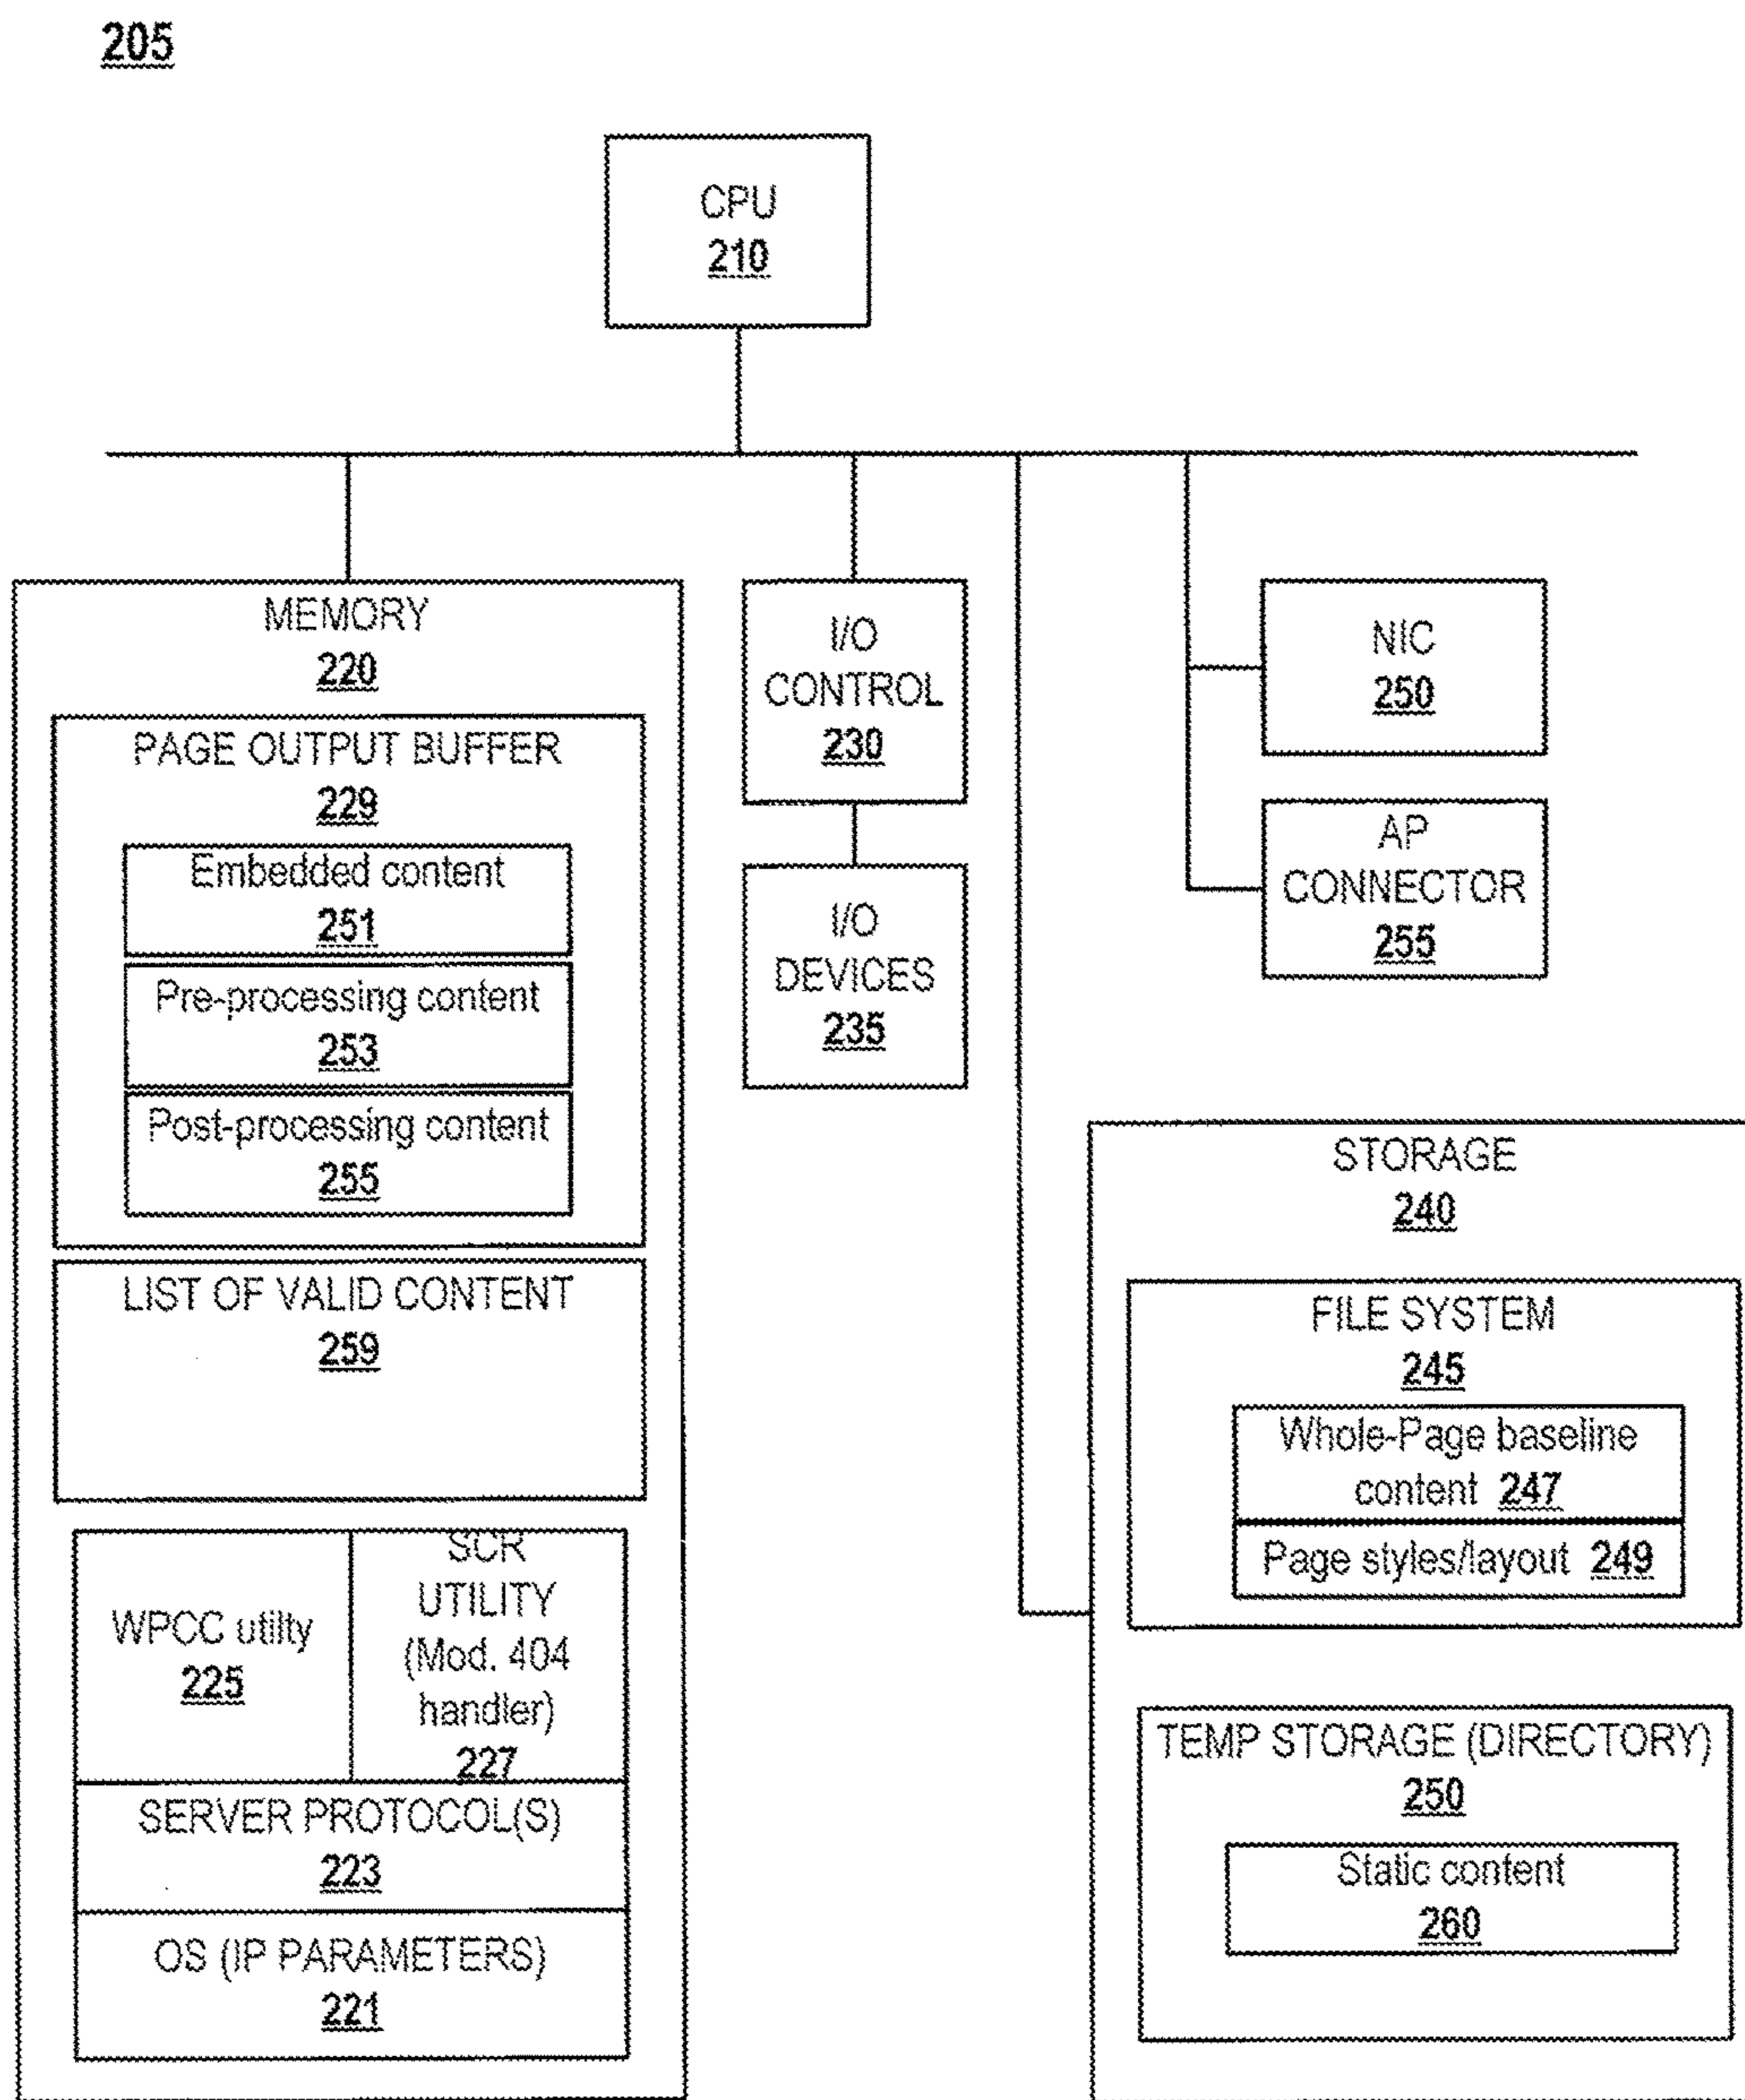 205
CPU
210
MEMORY
220
PAGE OUTPUT BUFFER
229
Embedded content
251
Pre-processing content
253
Post-processing content
255
LIST OF VALID CONTENT
259
WPCC utilty
225
SCR
UTILITY
(Mod. 404
handler)
227
SERVER PROTOCOL(S)
223
OS (IP PARAMETERS)
221
I/O
CONTROL
230
I/O
DEVICES
235
NIC
250
AP
CONNECTOR
255
STORAGE
240
FILE SYSTEM
245
Whole-Page baseline
content 247
Page styles/layout 249
TEMP STORAGE (DIRECTORY)
250
Static content
260